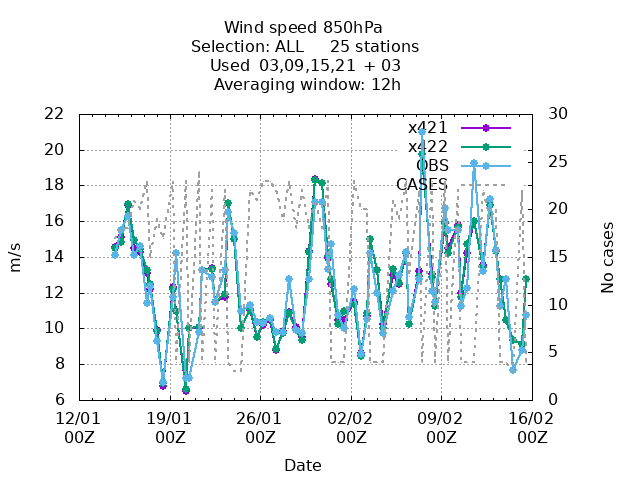 Wind speed 850hPa
Selection: ALL     25 stations
Used  03,09,15,21 + 03
Averaging window: 12h
22
20
18
16
14
12
10
8
6
m/s
30
25
20
15
10
5
0
No cases
x421
x422
OBS
CASES
12/01 19/01 26/01 02/02 09/02 16/02
00Z 00Z 00Z 00Z 00Z 00Z
Date